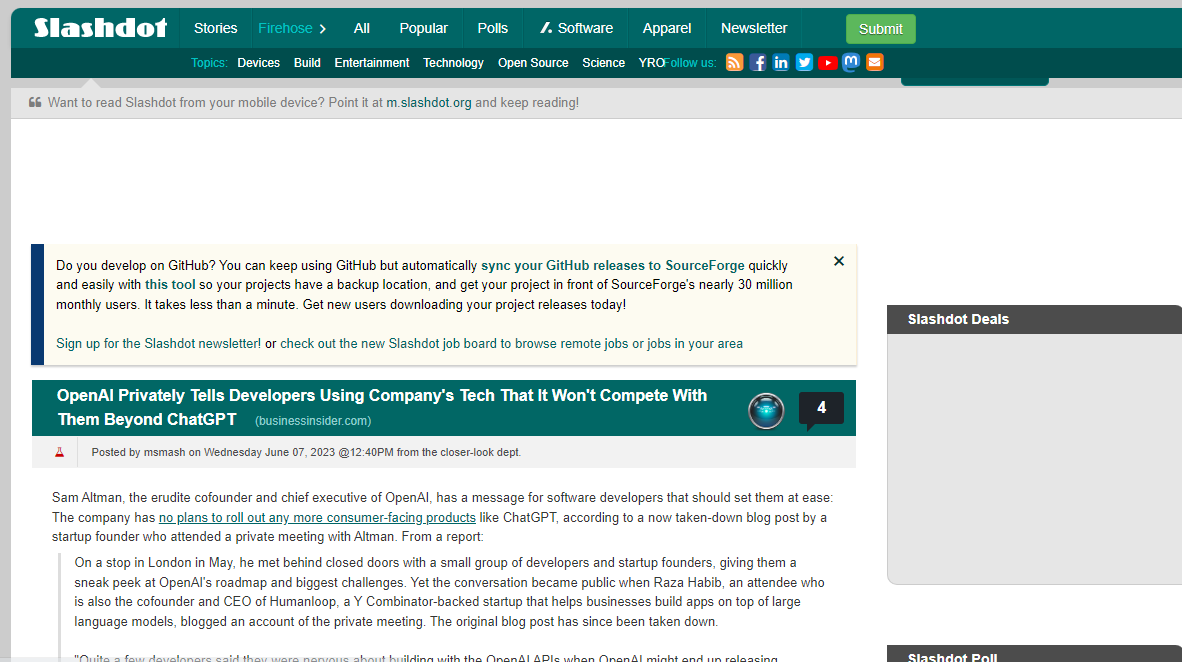 Slashdot Stories Firehose All Popular Polls Software Apparel Newsletter Submit
Topics: Devices Build Entertainment Technology Open Source Science YRO Follow us:
Want to read Slashdot from your mobile device? Point it at m.slashdot.org and keep reading!
Do you develop on GitHub? You can keep using GitHub but automatically sync your GitHub releases to SourceForge quickly
and easily with this tool so your projects have a backup location, and get your project in front of SourceForge's nearly 30 million
monthly users. It takes less than a minute. Get new users downloading your project releases today!
Sign up for the Slashdot newsletter! or check out the new Slashdot job board to browse remote jobs or jobs in your area
Slashdot Deals
OpenAI Privately Tells Developers Using Company's Tech That It Won't Compete With
Them Beyond ChatGPT (businessinsider.com)
4
Posted by msmash on Wednesday June 07, 2023 @12:40PM from the closer-look dept.
Sam Altman, the erudite cofounder and chief executive of OpenAI, has a message for software developers that should set them at ease:
The company has no plans to roll out any more consumer-facing products like ChatGPT, according to a now taken-down blog post by a
startup founder who attended a private meeting with Altman. From a report:
On a stop in London in May, he met behind closed doors with a small group of developers and startup founders, giving them a
sneak peek at OpenAI's roadmap and biggest challenges. Yet the conversation became public when Raza Habib, an attendee who
is also the cofounder and CEO of Humanloop, a Y Combinator-backed startup that helps businesses build apps on top of large
language models, blogged an account of the private meeting. The original blog post has since been taken down.
"Quite a few developers said they were nervous about building with the OpenAI APIs when OpenAI might end up releasing
Slashdot Poll